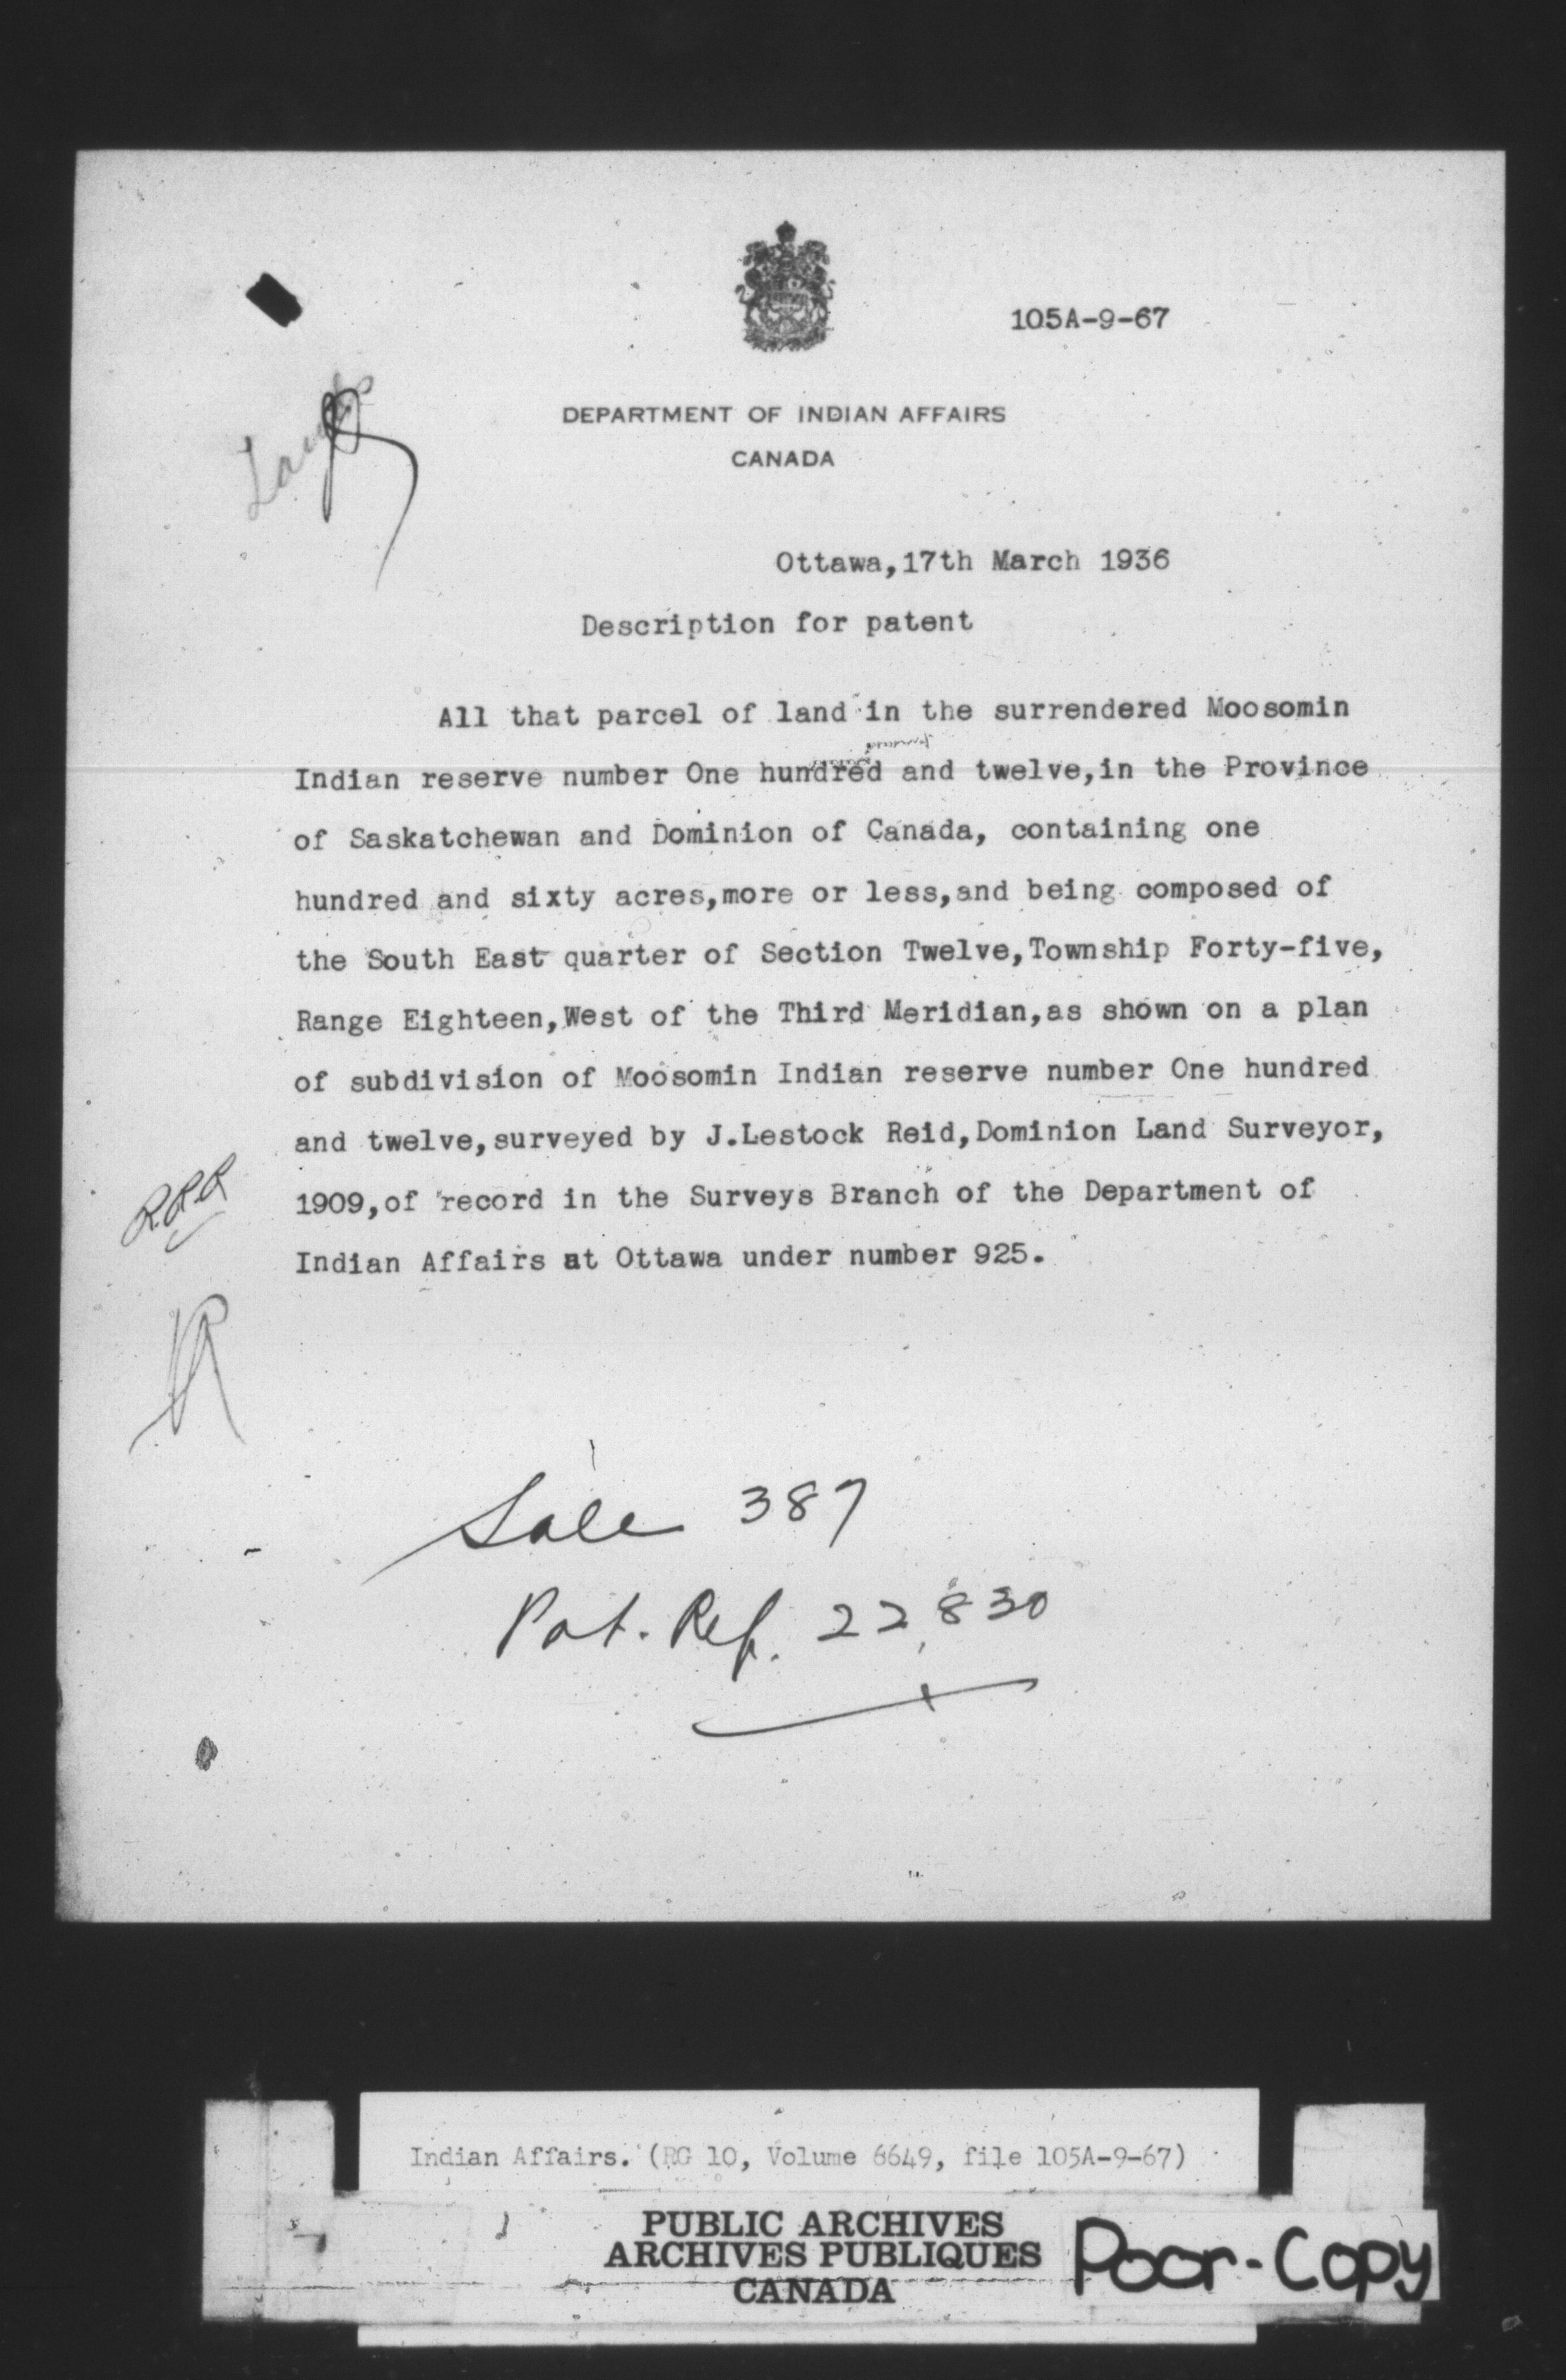 105A-9-67
DEPARTMENT OF INDIAN AFFAIRS
CANADA
Ottawa,17th March 1936
Description for patent
All that parcel of land in the surrendered Moosomin
Indian reserve number One hundred and twelve,in the Province
of Saskatchewan and Dominion of Canada, containing one
hundred and sixty acres,more or less,and being composed of
the South East quarter of Section Twelve,Township Forty-five,
Range Eighteen,West of the Third Meridian,as shown on a plan
of subdivision of Moosomin Indian reserve number One hundred
and twelve,surveyed by J.Lestock Reid,Dominion Land Surveyor,
1909,of record in the Surveys Branch of the Department of
Indian Affairs at Ottawa under number 925.
Sale 387
Pat. Ref. 22,830
Indian Affairs. (RG 10, Volume 6649, file 105A-9-67)
PUBLIC ARCHIVES
ARCHIVES PUBLIQUES
CANADA
Poor-Copy